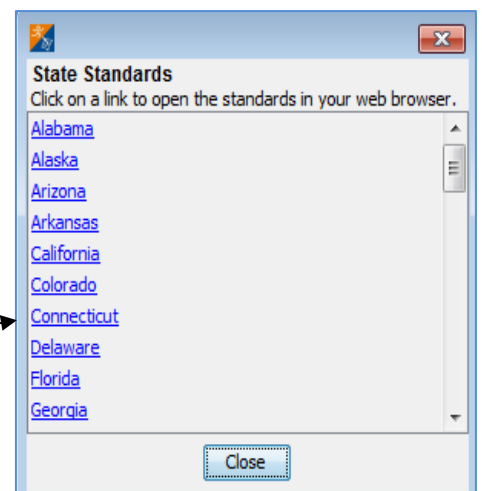 State Standards
Click on a link to open the standards in your web browser.
Alabama
Alaska
Arizona
Arkansas
California
Colorado
Connecticut
Delaware
Florida
Georgia
Close